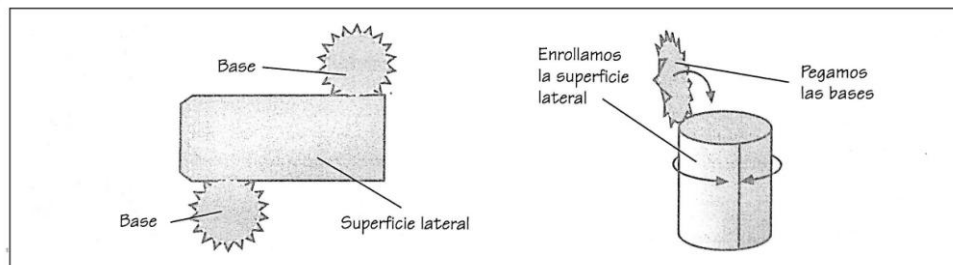 Base
Base
Superficie lateral
Enrollamos
la superficie
lateral
Pegamos
las bases